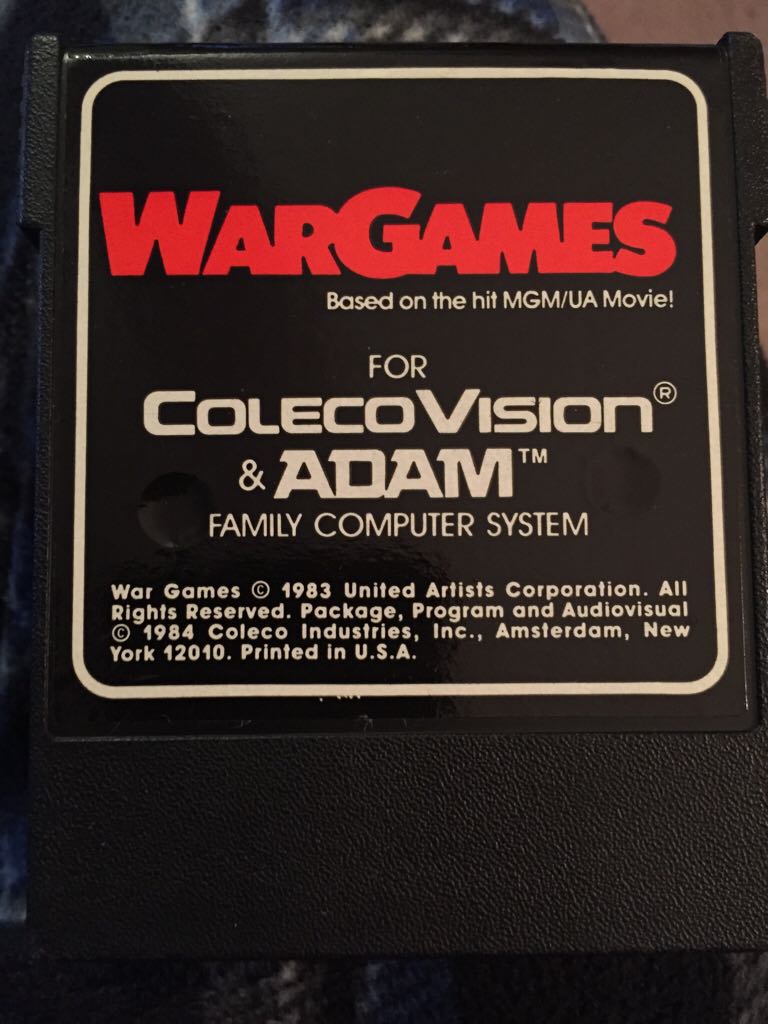 WARGAMES
Based on the hit MGM/UA Movie!
FOR
COLECOVISION®
& ADAM™
FAMILY COMPUTER SYSTEM
War Games © 1983 United Artists Corporation. All
Rights Reserved. Package, Program and Audiovisual
© 1984 Coleco Industries, Inc., Amsterdam, New
York 12010. Printed in U.S.A.